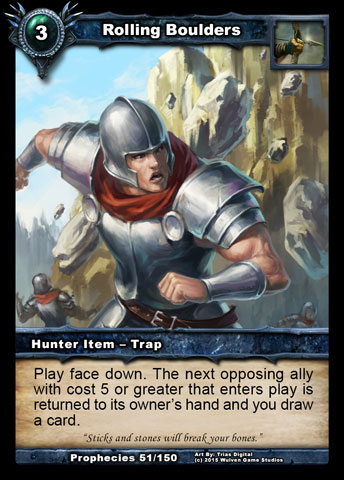 3
Rolling Boulders
Hunter Item – Trap
Play face down. The next opposing ally
with cost 5 or greater that enters play is
returned to its owner's hand and you draw
a card.
"Sticks and stones will break your bones."
Prophecies 51/150
Art By: Trias Digital
(c) 2015 Wulven Game Studios